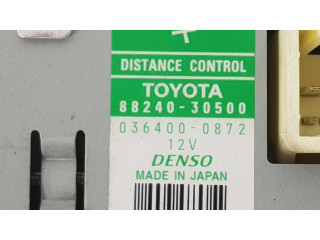 DISTANCE CONTROL
TOYOTA
88240-30500
036400-0872
12V
DENSO
MADE IN JAPAN